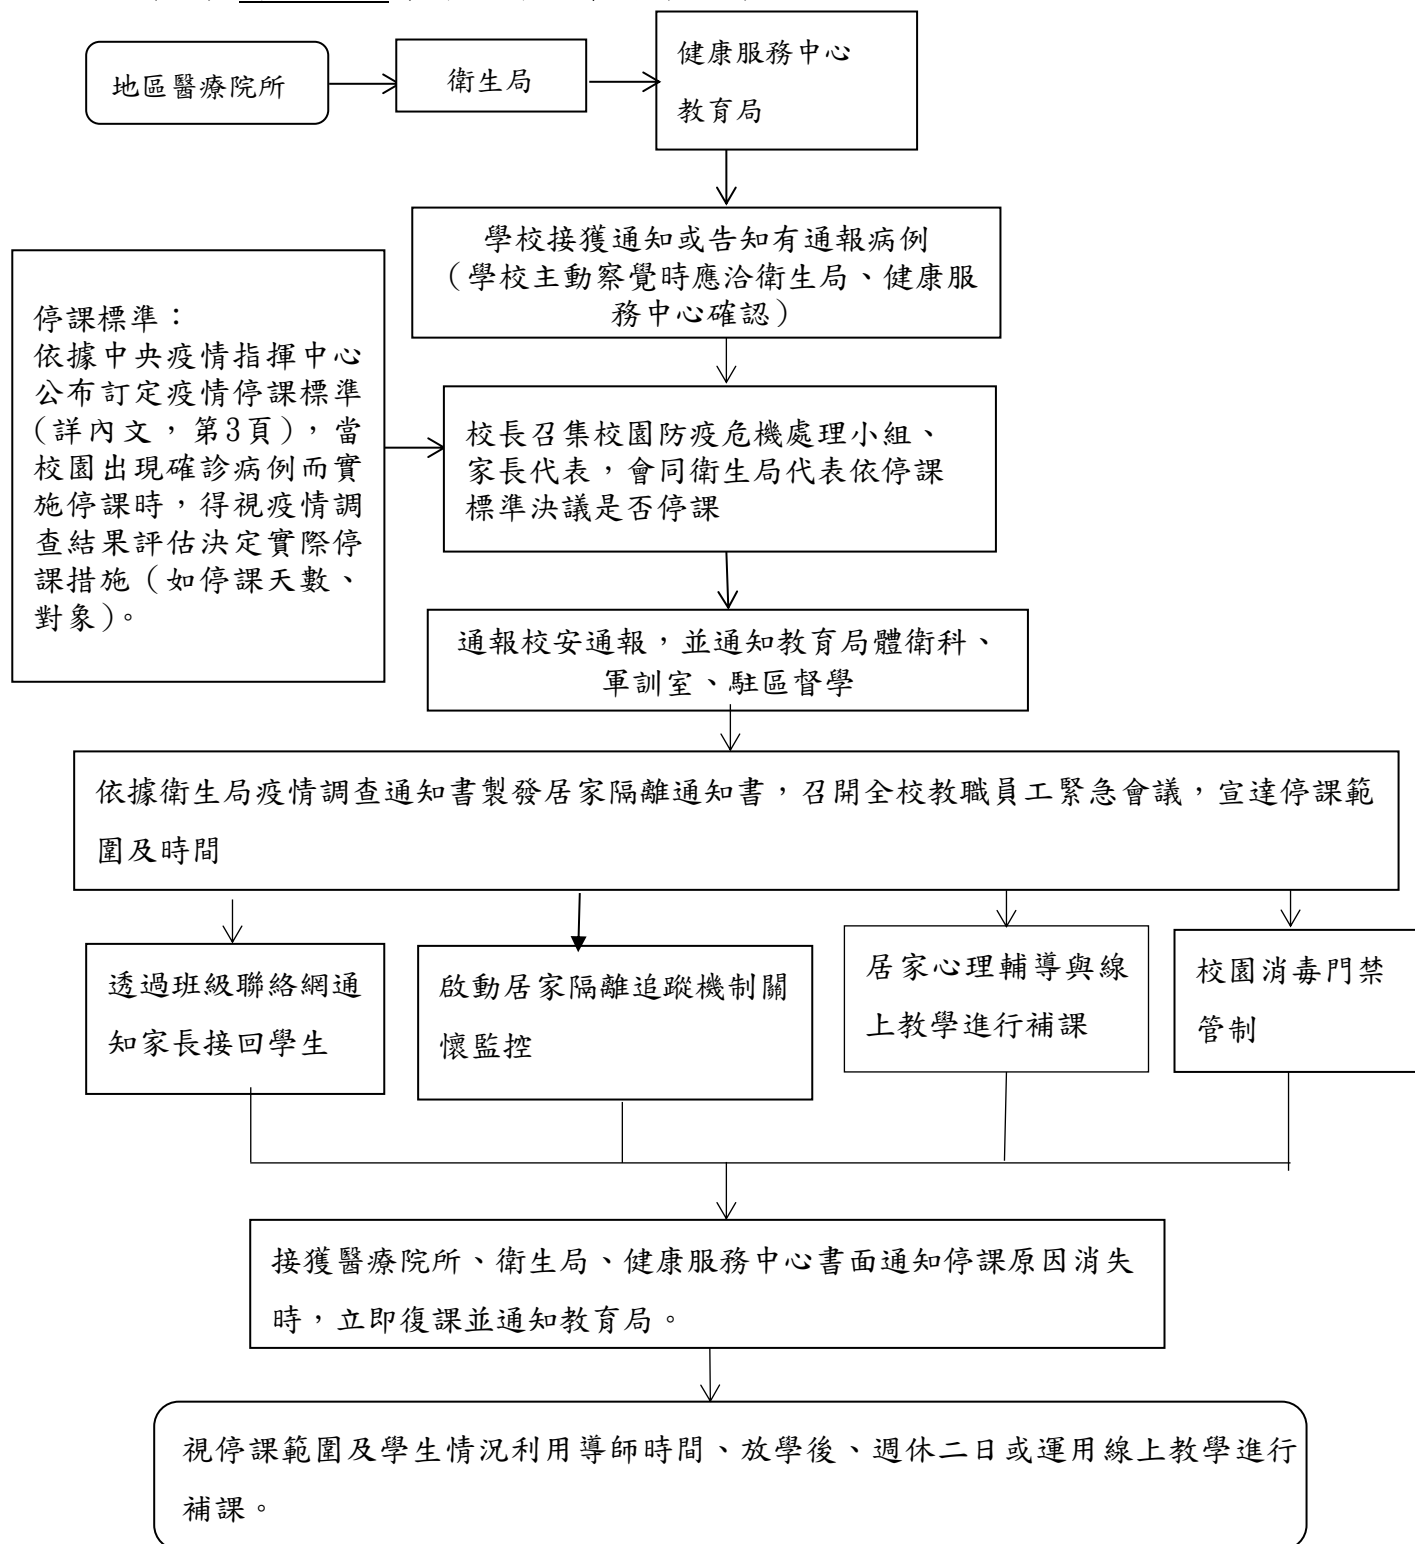 地區醫療院所
衛生局
健康服務中心
教育局
學校接獲通知或告知有通報病例
（學校主動察覺時應洽衛生局、健康服
務中心確認）
停課標準：
依據中央疫情指揮中心
公布訂定疫情停課標準
(詳內文，第3頁)，當
校園出現確診病例而實
施停課時，得視疫情調
查結果評估決定實際停
課措施（如停課天數、
對象)。
校長召集校園防疫危機處理小組、
家長代表，會同衛生局代表依停課
標準決議是否停課
通報校安通報，並通知教育局體衛科、
軍訓室、駐區督學
依據衛生局疫情調查通知書製發居家隔離通知書，召開全校教職員工緊急會議，宣達停課範
圍及時間
透過班級聯絡網通
知家長接回學生
啟動居家隔離追蹤機制關
懷監控
居家心理輔導與線
上教學進行補課
校園消毒門禁
管制
接獲醫療院所、衛生局、健康服務中心書面通知停課原因消失
時，立即復課並通知教育局。
視停課範圍及學生情況利用導師時間、放學後、週休二日或運用線上教學進行
補課。